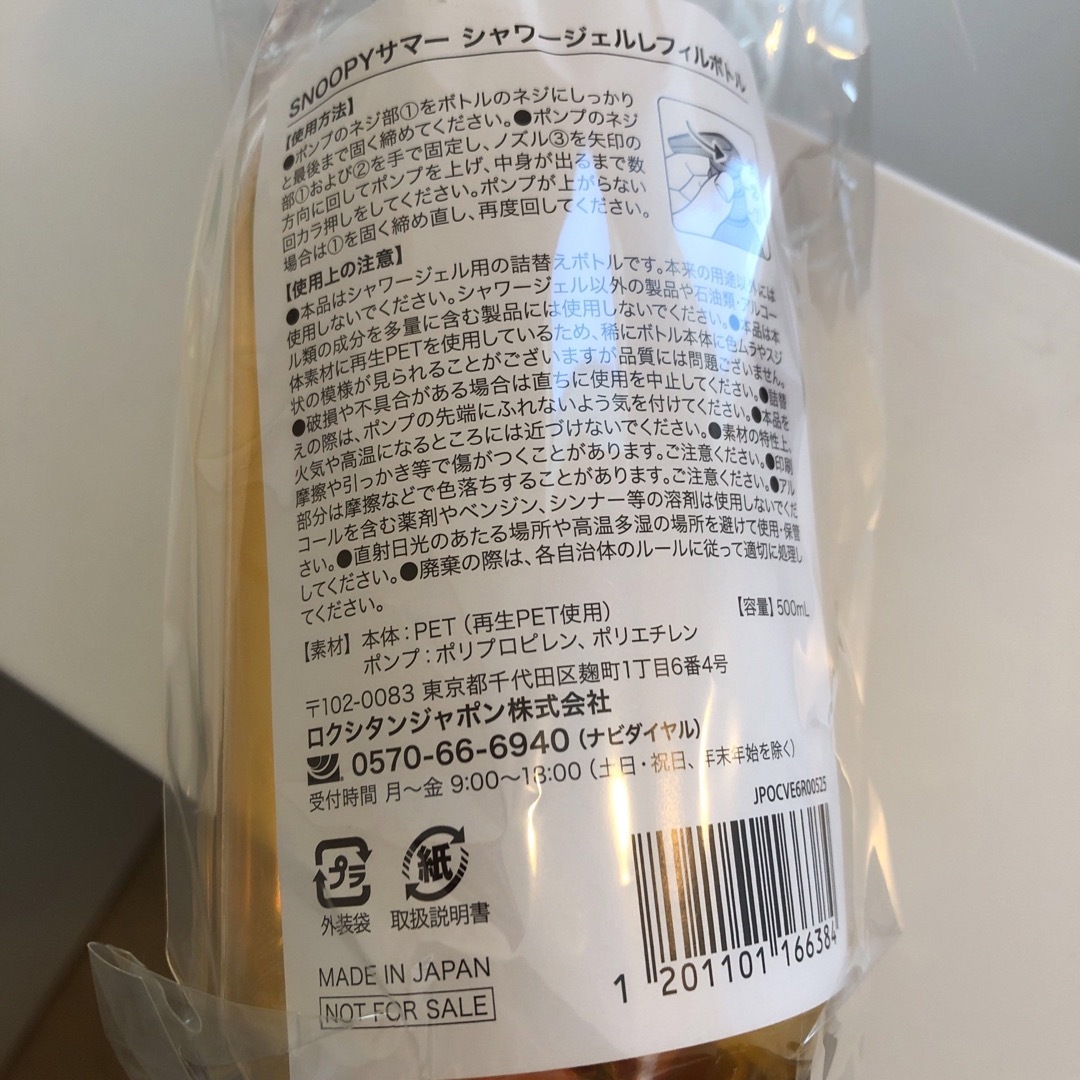 SNOOPYサマー シャワージェルレフィルボトル
【使用方法】
●ポンプのネジ部①をボトルのネジにしっかり
と最後まで固く締めてください。●ポンプのネジ
部①および②を手で固定し、ノズル③を矢印の
方向に回してポンプを上げ、中身が出るまで数
回カラ押しをしてください。ポンプが上がらない
場合は①を固く締め直し、再度回してください。
【使用上の注意】
●本品はシャワージェル用の詰替えボトルです。本来の用途以外には
使用しないでください。シャワージェル以外の製品や石油類・アルコー
ル類の成分を多量に含む製品には使用しないでください。●本品は本
体素材に再生PETを使用しているため、稀にボトル本体に色ムラやスジ
状の模様が見られることがございますが品質には問題ございません。
●破損や不具合がある場合は直ちに使用を中止してください。●詰替
えの際は、ポンプの先端にふれないよう気を付けてください。●本品を
火気や高温になるところには近づけないでください。●素材の特性上、
摩擦や引っかき等で傷がつくことがあります。ご注意ください。●印刷
部分は摩擦などで色落ちすることがあります。ご注意ください。●アル
コールを含む薬剤やベンジン、シンナー等の溶剤は使用しないでくだ
さい。●直射日光のあたる場所や高温多湿の場所を避けて使用・保管
してください。●廃棄の際は、各自治体のルールに従って適切に処理し
てください。
【素材】 本体：PET（再生PET使用） 【容量】500mL
ポンプ：ポリプロピレン、ポリエチレン
〒102-0083 東京都千代田区麹町1丁目6番4号
ロクシタンジャポン株式会社
0570-66-6940（ナビダイヤル）
受付時間 月～金 9:00～18:00（土日・祝日、年末年始を除く）
JPOCVE6R00525
プラ
外装袋
紙
取扱説明書
1 201101 166384
MADE IN JAPAN
NOT FOR SALE